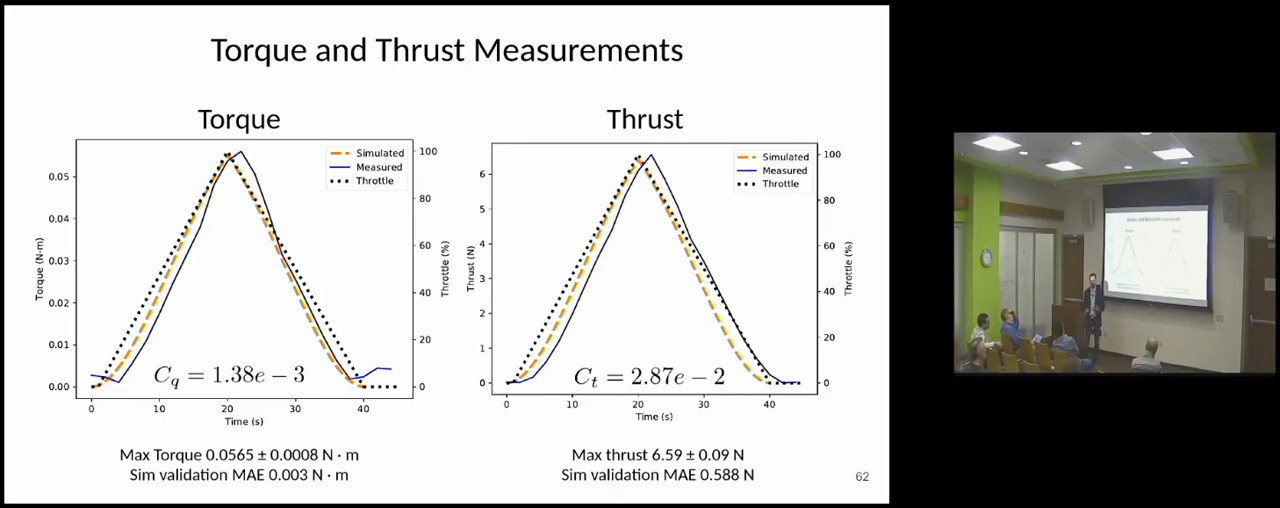 Torque and Thrust Measurements
Torque
Simulated
Measured
Throttle
0.05
0.04
0.03
0.02
0.01
0.00
Torque (N-m)
100
80
60
40
20
0
Throttle (%)
0 10 20 30 40
Time (s)
C_q = 1.38e − 3
Max Torque 0.0565 ± 0.0008 N · m
Sim validation MAE 0.003 N · m
Thrust
Simulated
Measured
Throttle
6
5
4
3
2
1
0
Thrust (N)
100
80
60
40
20
0
Throttle (%)
0 10 20 30 40
Time (s)
C_t = 2.87e − 2
Max thrust 6.59 ± 0.09 N
Sim validation MAE 0.588 N
62